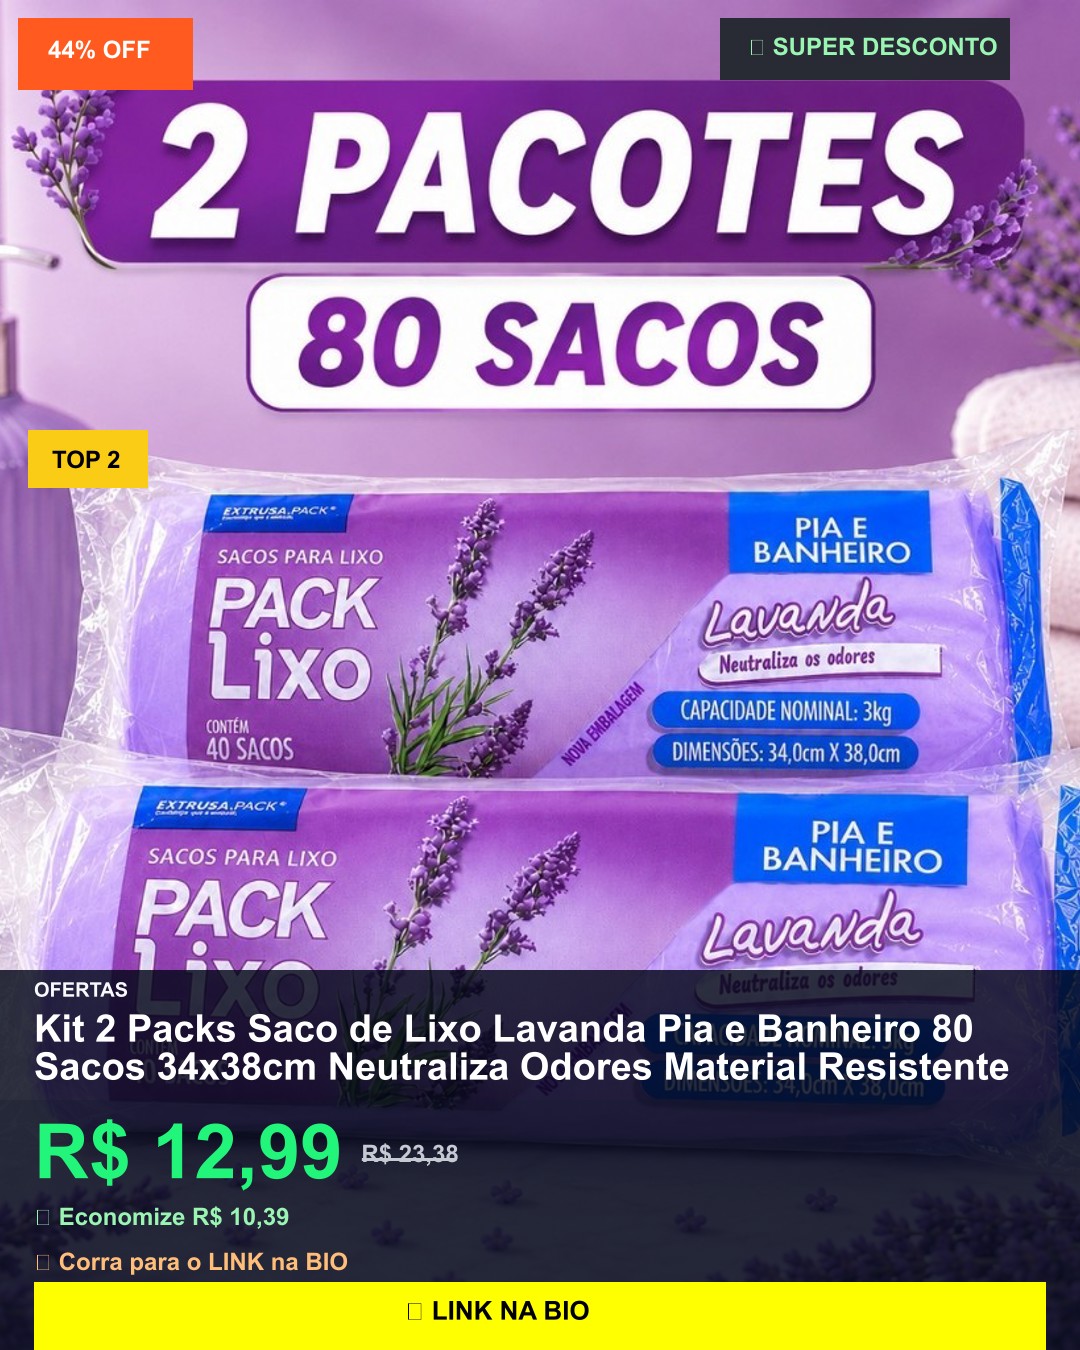 44% OFF
SUPER DESCONTO
2 PACOTES
80 SACOS
TOP 2
EXTRUSA.PACK®
SACOS PARA LIXO
PACK
Lixo
CONTÉM
40 SACOS
PIA E
BANHEIRO
Lavanda
Neutraliza os odores
NOVA EMBALAGEM
CAPACIDADE NOMINAL: 3kg
DIMENSÕES: 34,0cm X 38,0cm
EXTRUSA.PACK®
SACOS PARA LIXO
PACK
Lixo
PIA E
BANHEIRO
Lavanda
Neutraliza os odores
OFERTAS
Kit 2 Packs Saco de Lixo Lavanda Pia e Banheiro 80
Sacos 34x38cm Neutraliza Odores Material Resistente
R$ 12,99 R$ 23,38
Economize R$ 10,39
Corra para o LINK na BIO
LINK NA BIO